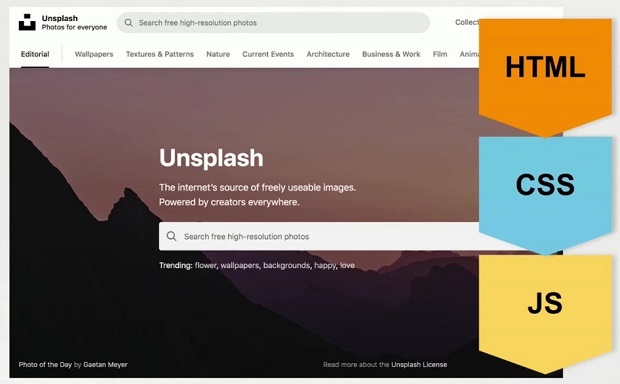 Unsplash
Photos for everyone
Search free high-resolution photos
Editorial
Wallpapers
Textures & Patterns
Nature
Current Events
Architecture
Business & Work
Film
HTML
CSS
JS
Unsplash
The internet's source of freely useable images.
Powered by creators everywhere.
Search free high-resolution photos
Trending: flower, wallpapers, backgrounds, happy, love
Photo of the Day by Gaetan Meyer
Read more about the Unsplash License